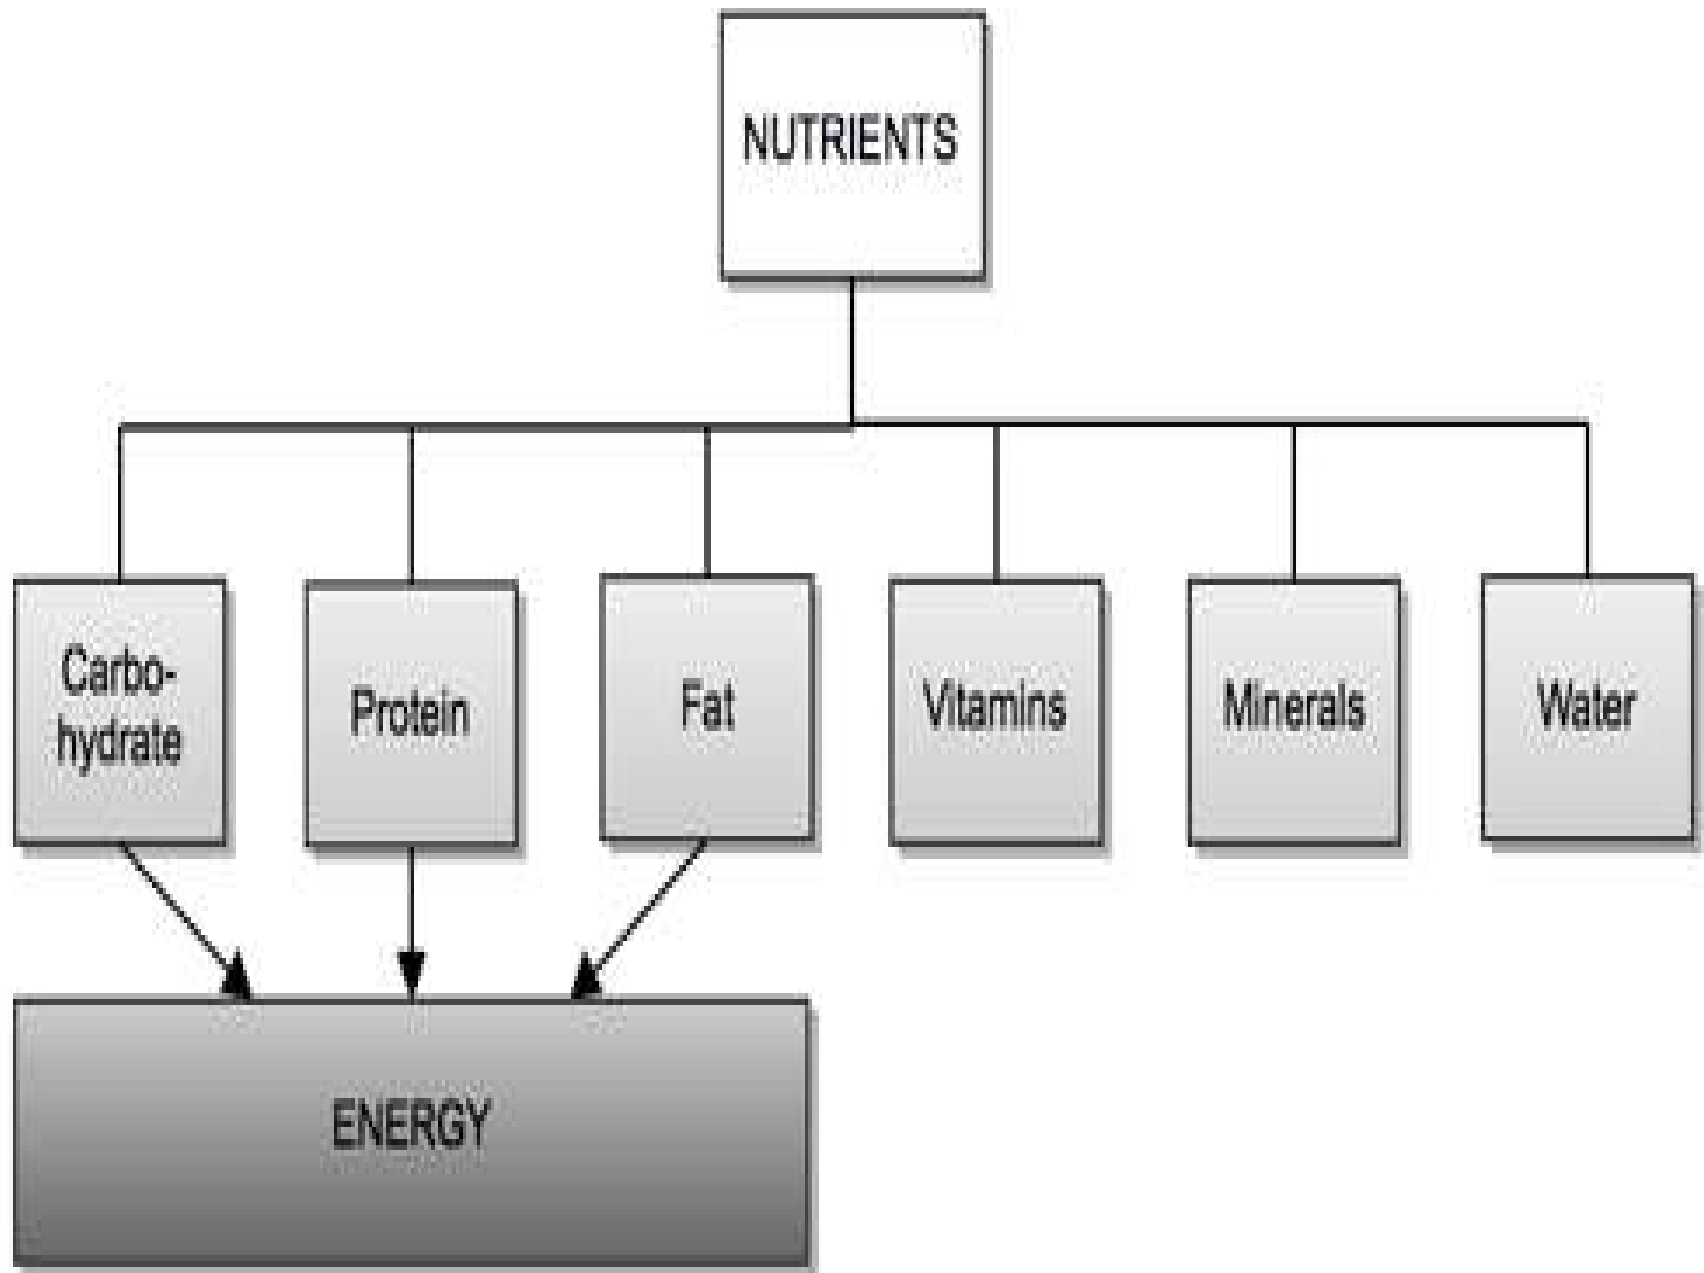 NUTRIENTS
Carbo-
hydrate
Protein
Fat
Vitamins
Minerals
Water
ENERGY